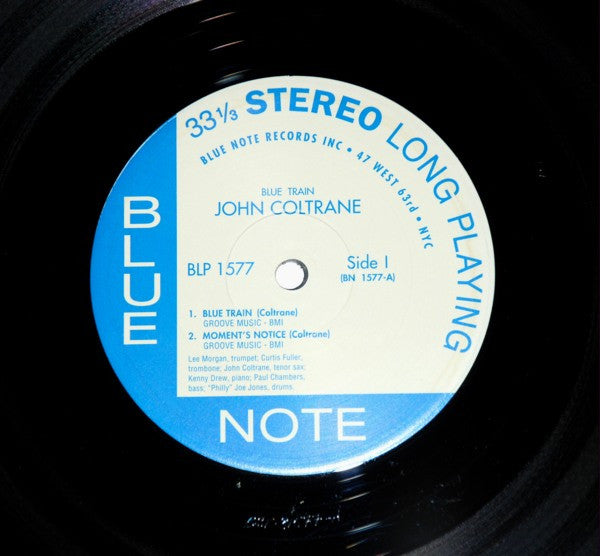 33 1/3 STEREO LONG PLAYING
BLUE NOTE RECORDS INC • 47 WEST 63rd • NYC
BLUE TRAIN
JOHN COLTRANE
BLP 1577
Side I
(BN 1577-A)
1. BLUE TRAIN (Coltrane)
GROOVE MUSIC - BMI
2. MOMENT'S NOTICE (Coltrane)
GROOVE MUSIC - BMI
Lee Morgan, trumpet; Curtis Fuller,
trombone; John Coltrane, tenor sax;
Kenny Drew, piano; Paul Chambers,
bass; "Philly" Joe Jones, drums.
BLUE
NOTE